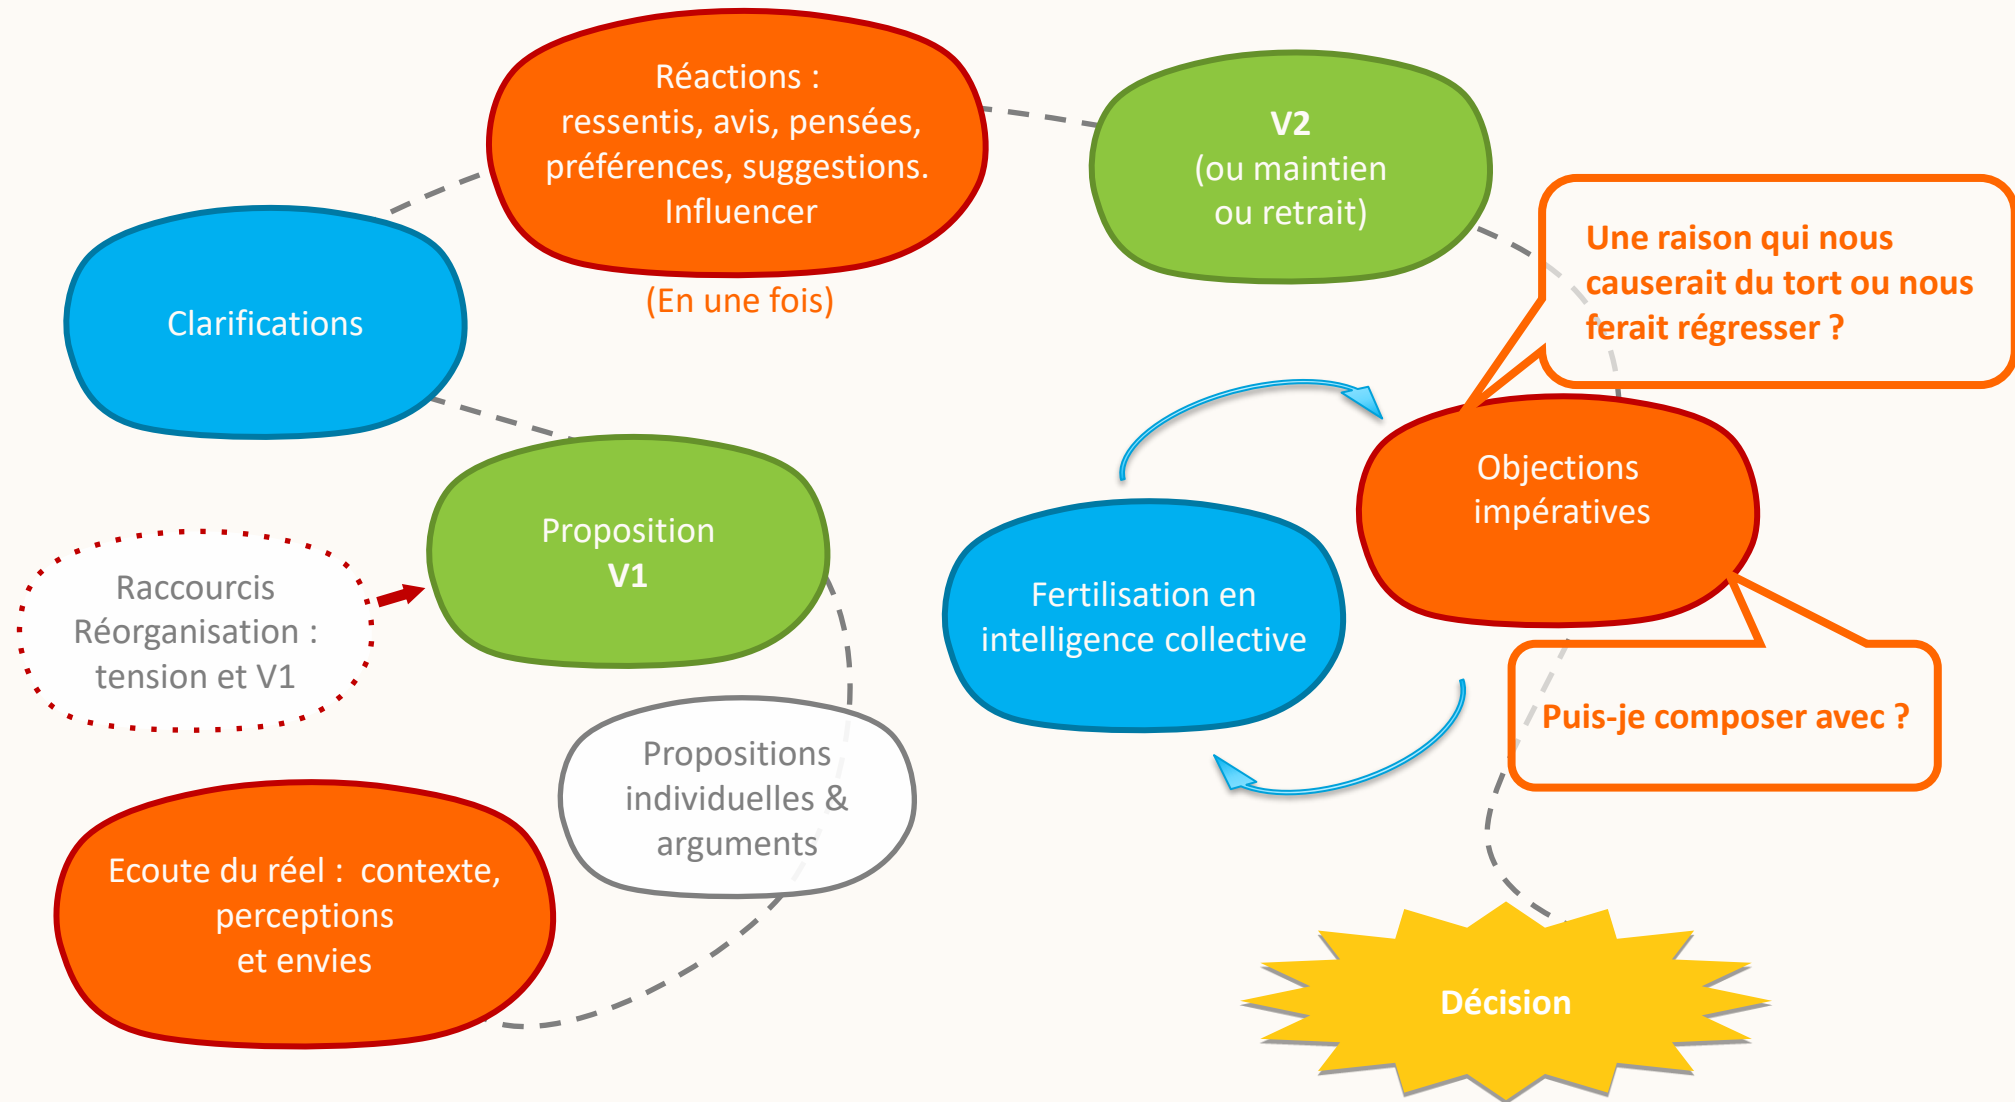 Réactions :
ressentis, avis, pensées,
préférences, suggestions.
Influencer
(En une fois)
V2
(ou maintien
ou retrait)
Une raison qui nous
causerait du tort ou nous
ferait régresser ?
Clarifications
Objections
impératives
Proposition
V1
Raccourcis
Réorganisation :
tension et V1
Fertilisation en
intelligence collective
Puis-je composer avec ?
Propositions
individuelles &
arguments
Ecoute du réel :  contexte,
perceptions
et envies
Décision